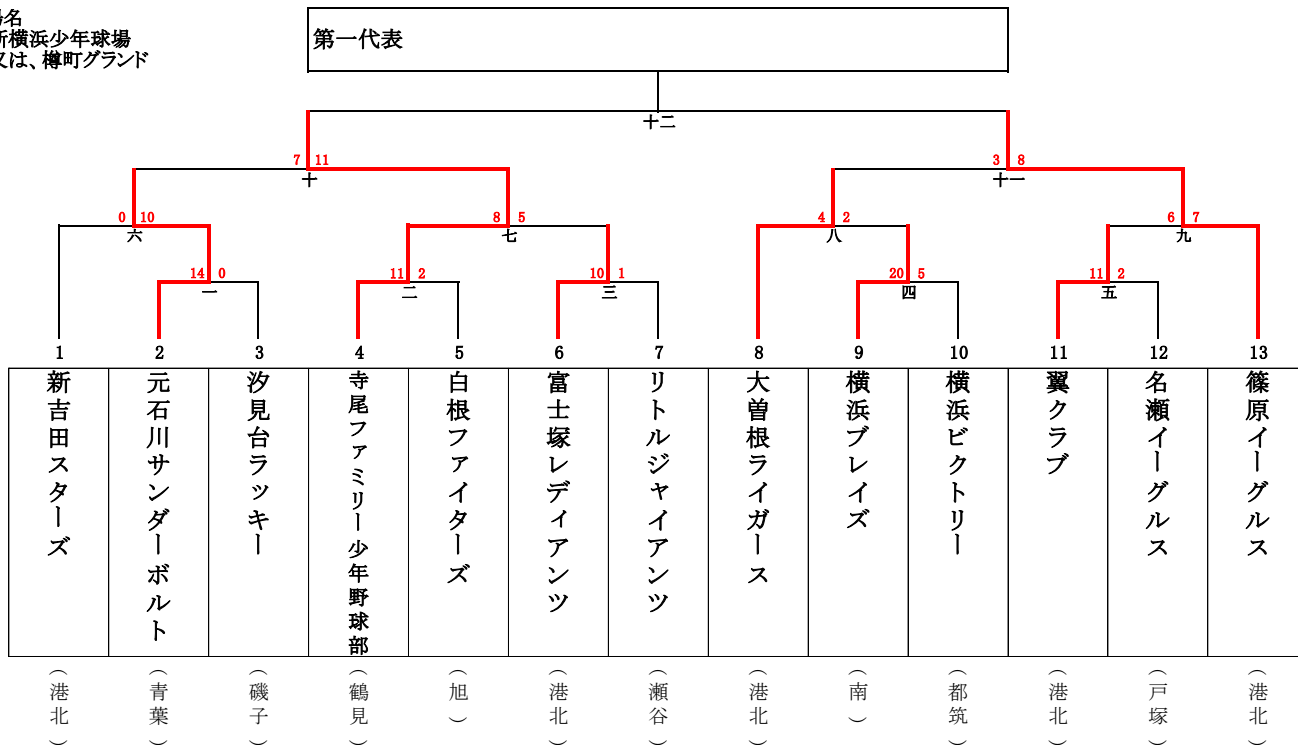 場名
新横浜少年球場
又は、樽町グランド
第一代表
十二
7 11
十
3 8
十一
0 10
六
8 5
七
4 2
八
6 7
九
14 0
一
11 2
二
10 1
三
20 5
四
11 2
五
1 2 3 4 5 6 7 8 9 10 11 12 13
新吉田スターズ
元石川サンダーボルト
汐見台ラッキー
寺尾ファミリー少年野球部
白根ファイターズ
富士塚レディアンツ
リトルジャイアンツ
大曽根ライガース
横浜ブレイズ
横浜ビクトリー
翼クラブ
名瀬イーグルス
篠原イーグルス
（港北）
（青葉）
（磯子）
（鶴見）
（旭）
（港北）
（瀬谷）
（港北）
（南）
（都筑）
（港北）
（戸塚）
（港北）